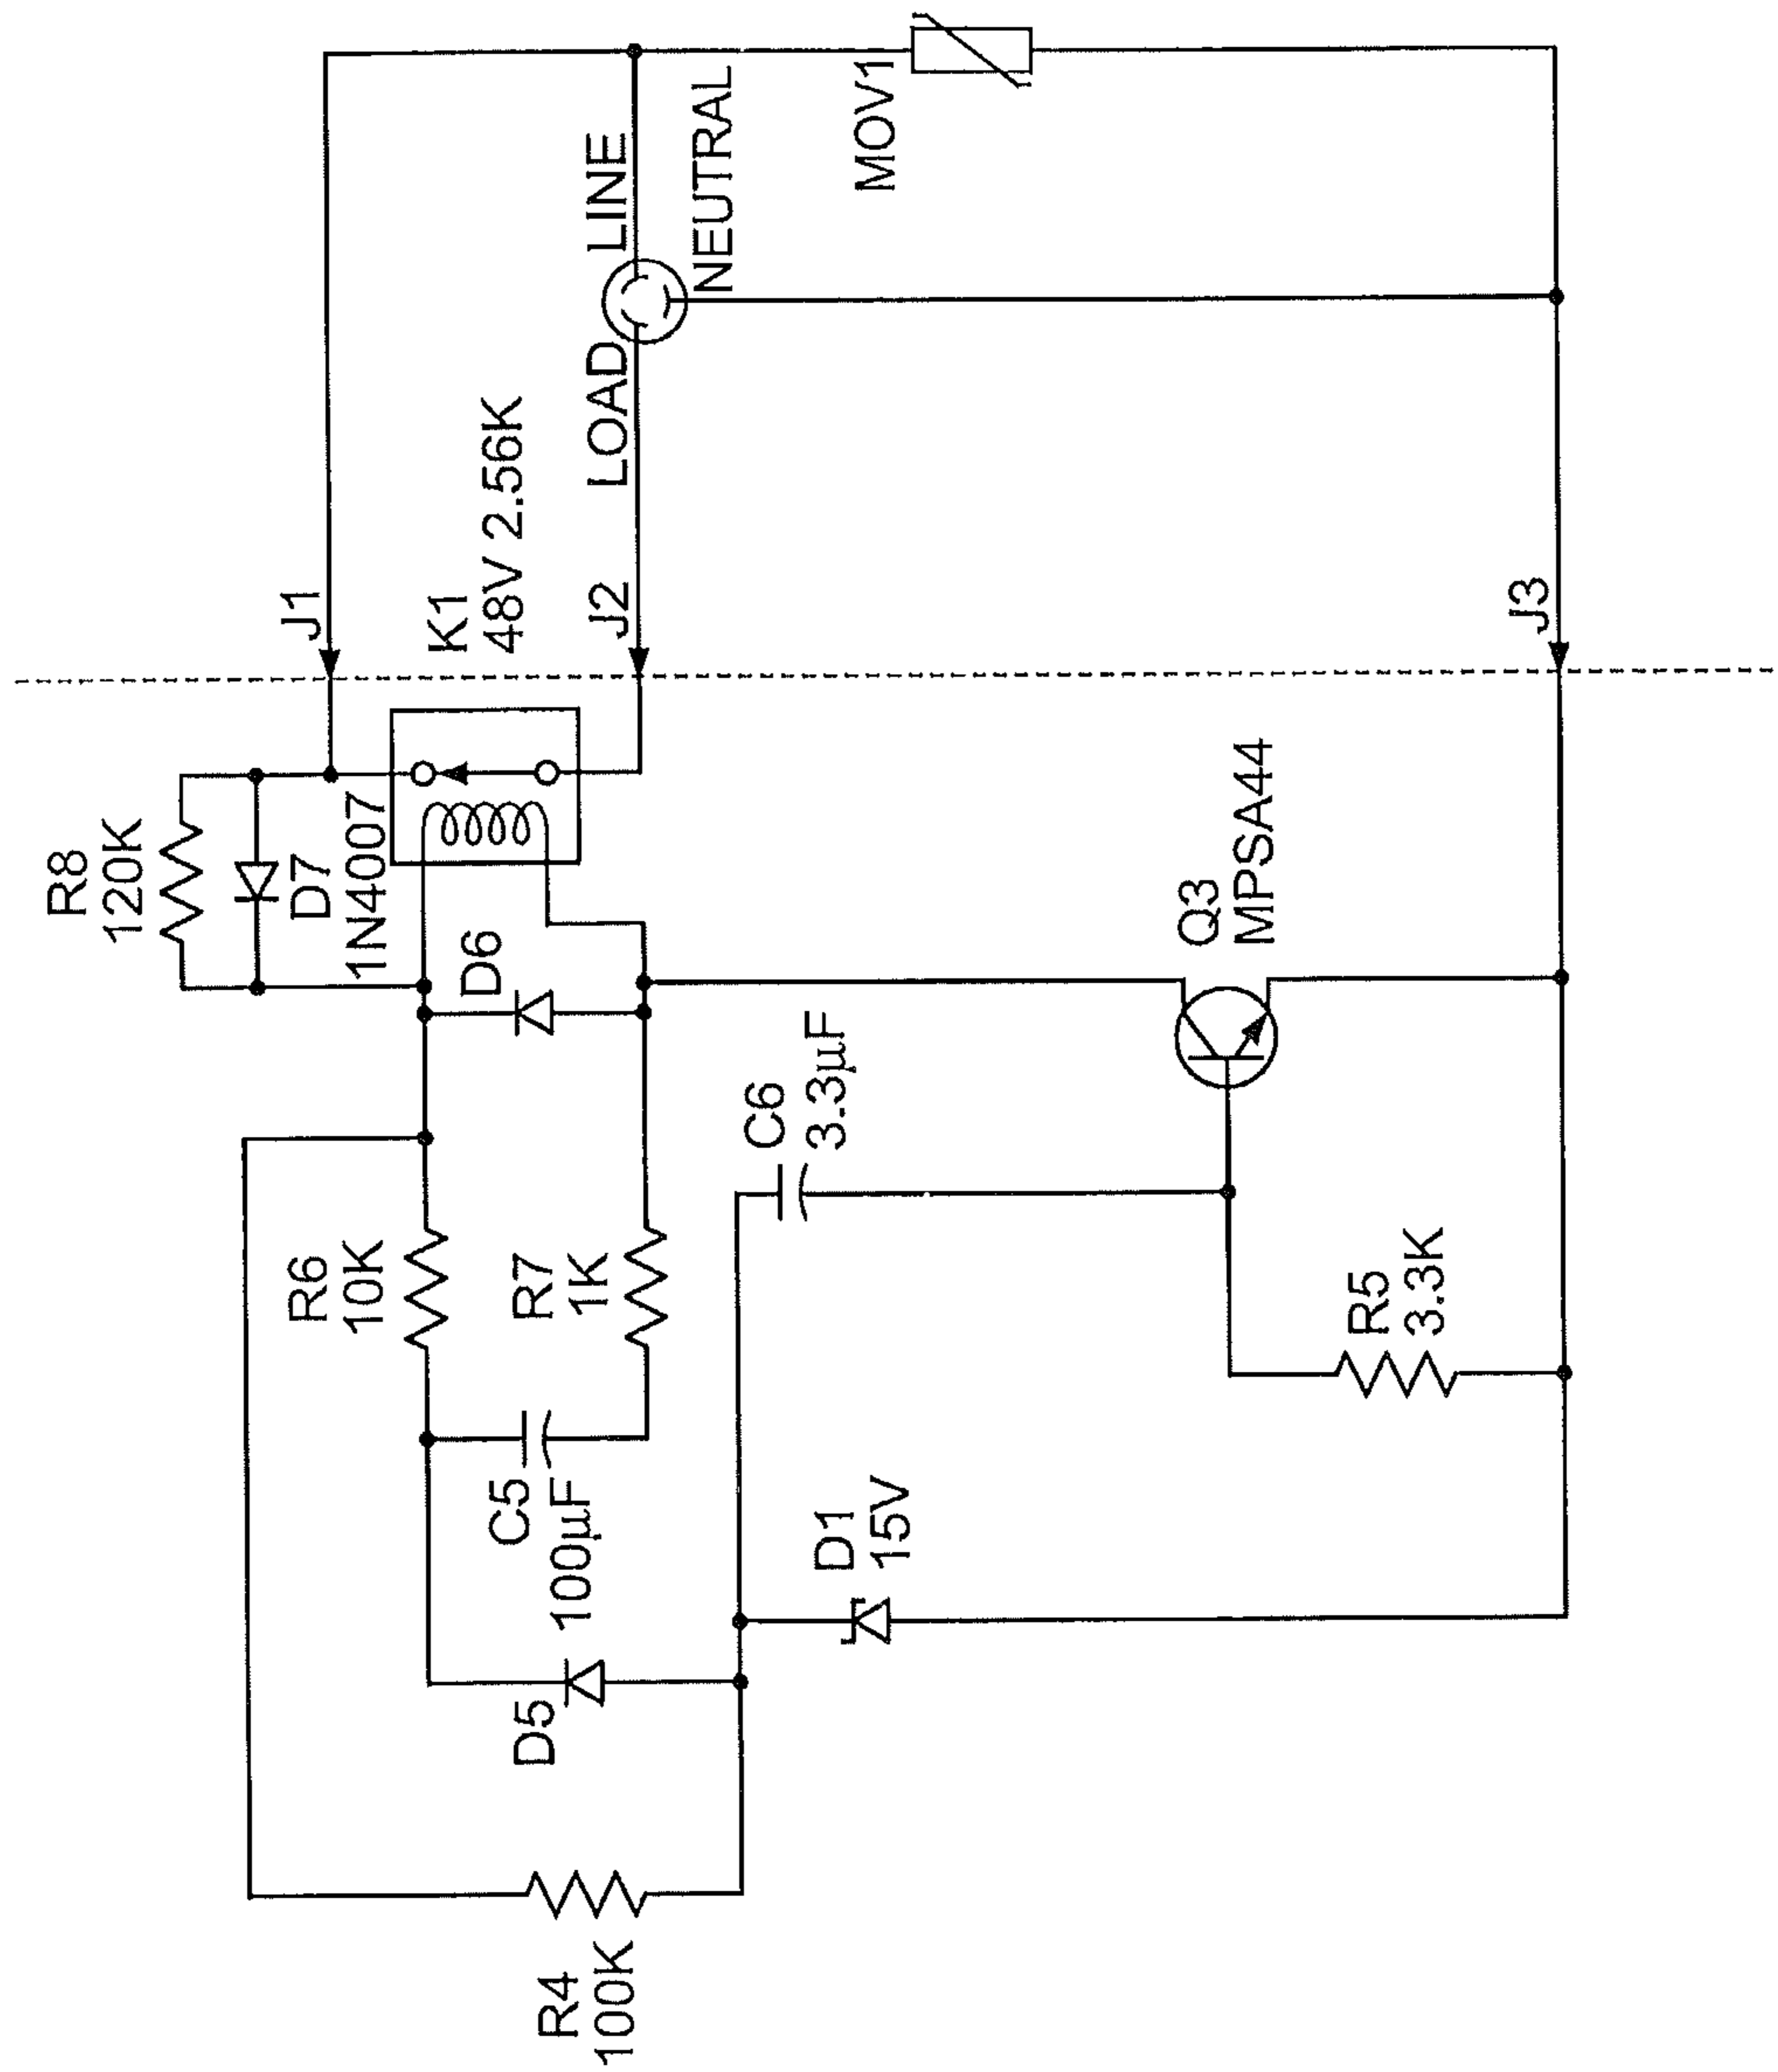 R8
120K
D7
1N4007
J1
K1
48V 2.56K
LOAD
LINE
NEUTRAL
J2
MOV1
J3
D6
Q3
MPSA44
R6
10K
R7
1K
C6
3.3µF
C5
100µF
R5
3.3K
D1
15V
D5
R4
100K